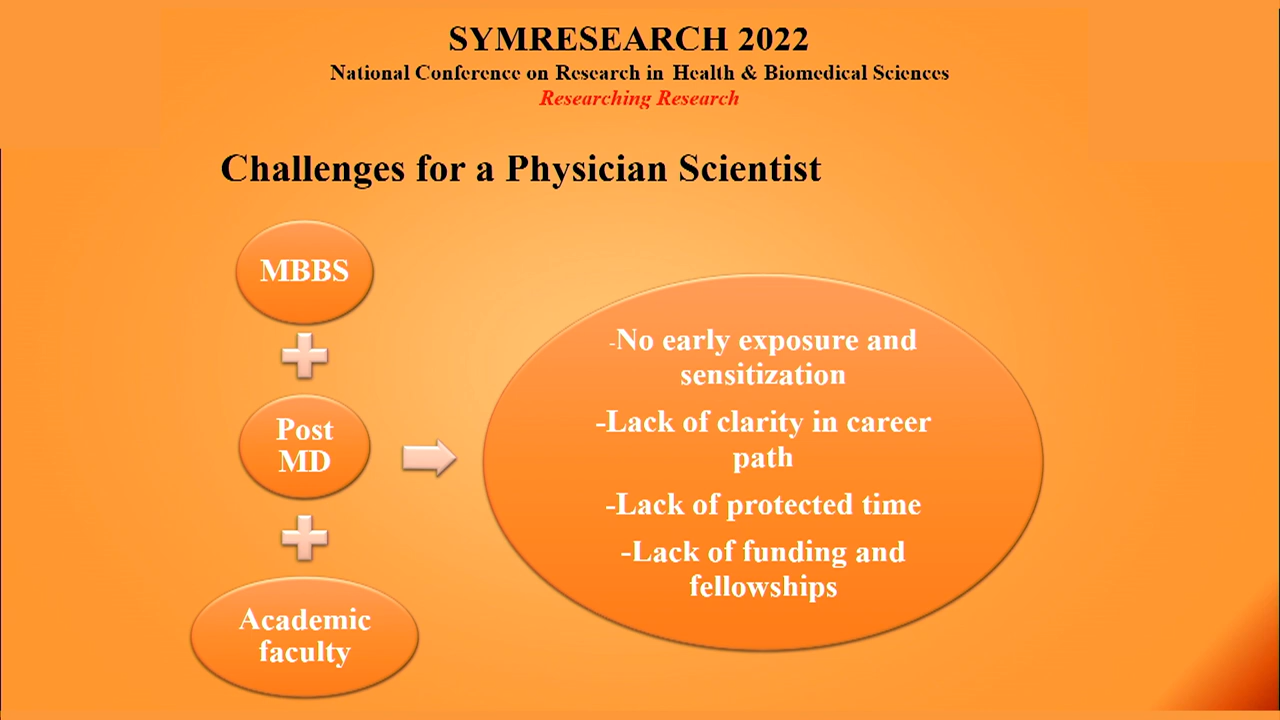 SYMRESEARCH 2022
National Conference on Research in Health & Biomedical Sciences
Researching Research
Challenges for a Physician Scientist
MBBS
Post
MD
Academic
faculty
-No early exposure and
sensitization
-Lack of clarity in career
path
-Lack of protected time
-Lack of funding and
fellowships